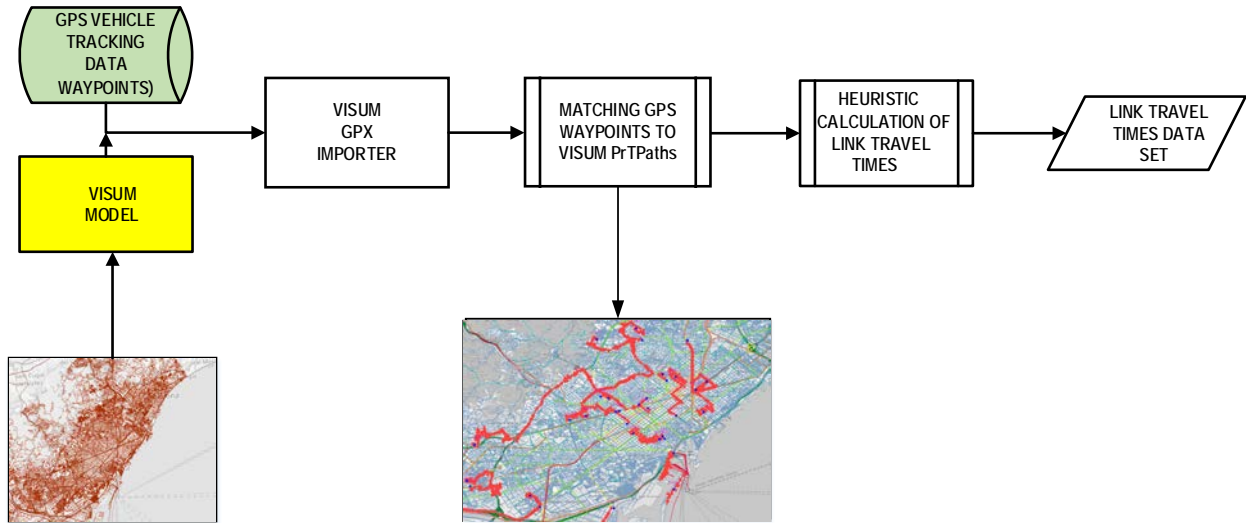 GPS VEHICLE
TRACKING
DATA
WAYPOINTS)
VISUM
MODEL
VISUM
GPX
IMPORTER
MATCHING GPS
WAYPOINTS TO
VISUM PrTPaths
HEURISTIC
CALCULATION OF
LINK TRAVEL
TIMES
LINK TRAVEL
TIMES DATA
SET